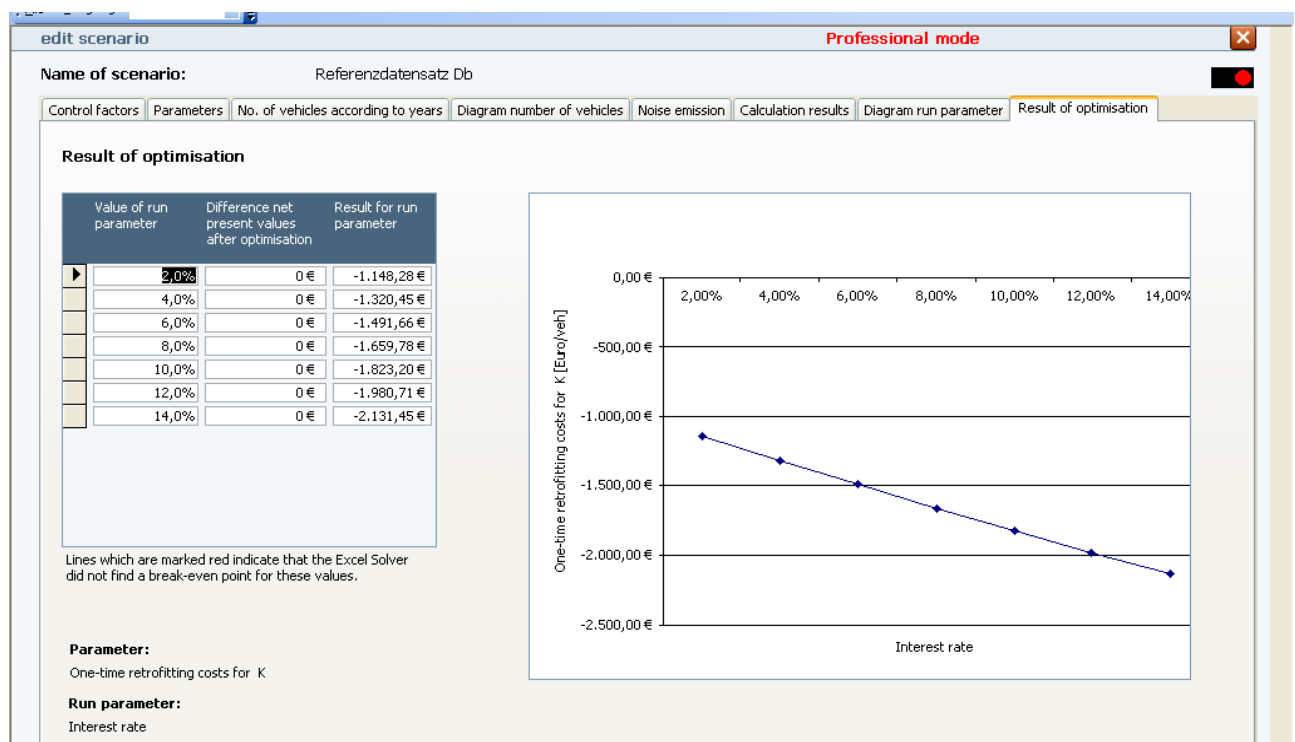 edit scenario
Professional mode
Name of scenario:
Referenzdatensatz Db
Control factors
Parameters
No. of vehicles according to years
Diagram number of vehicles
Noise emission
Calculation results
Diagram run parameter
Result of optimisation
Result of optimisation
Value of run parameter
Difference net present values after optimisation
Result for run parameter
2,0% 0 € -1.148,28 €
4,0% 0 € -1.320,45 €
6,0% 0 € -1.491,66 €
8,0% 0 € -1.659,78 €
10,0% 0 € -1.823,20 €
12,0% 0 € -1.980,71 €
14,0% 0 € -2.131,45 €
Lines which are marked red indicate that the Excel Solver
did not find a break-even point for these values.
Parameter:
One-time retrofitting costs for K
Run parameter:
Interest rate
One-time retrofitting costs for K [Euro/veh]
0,00 €
-500,00 €
-1.000,00 €
-1.500,00 €
-2.000,00 €
-2.500,00 €
2,00% 4,00% 6,00% 8,00% 10,00% 12,00% 14,00%
Interest rate